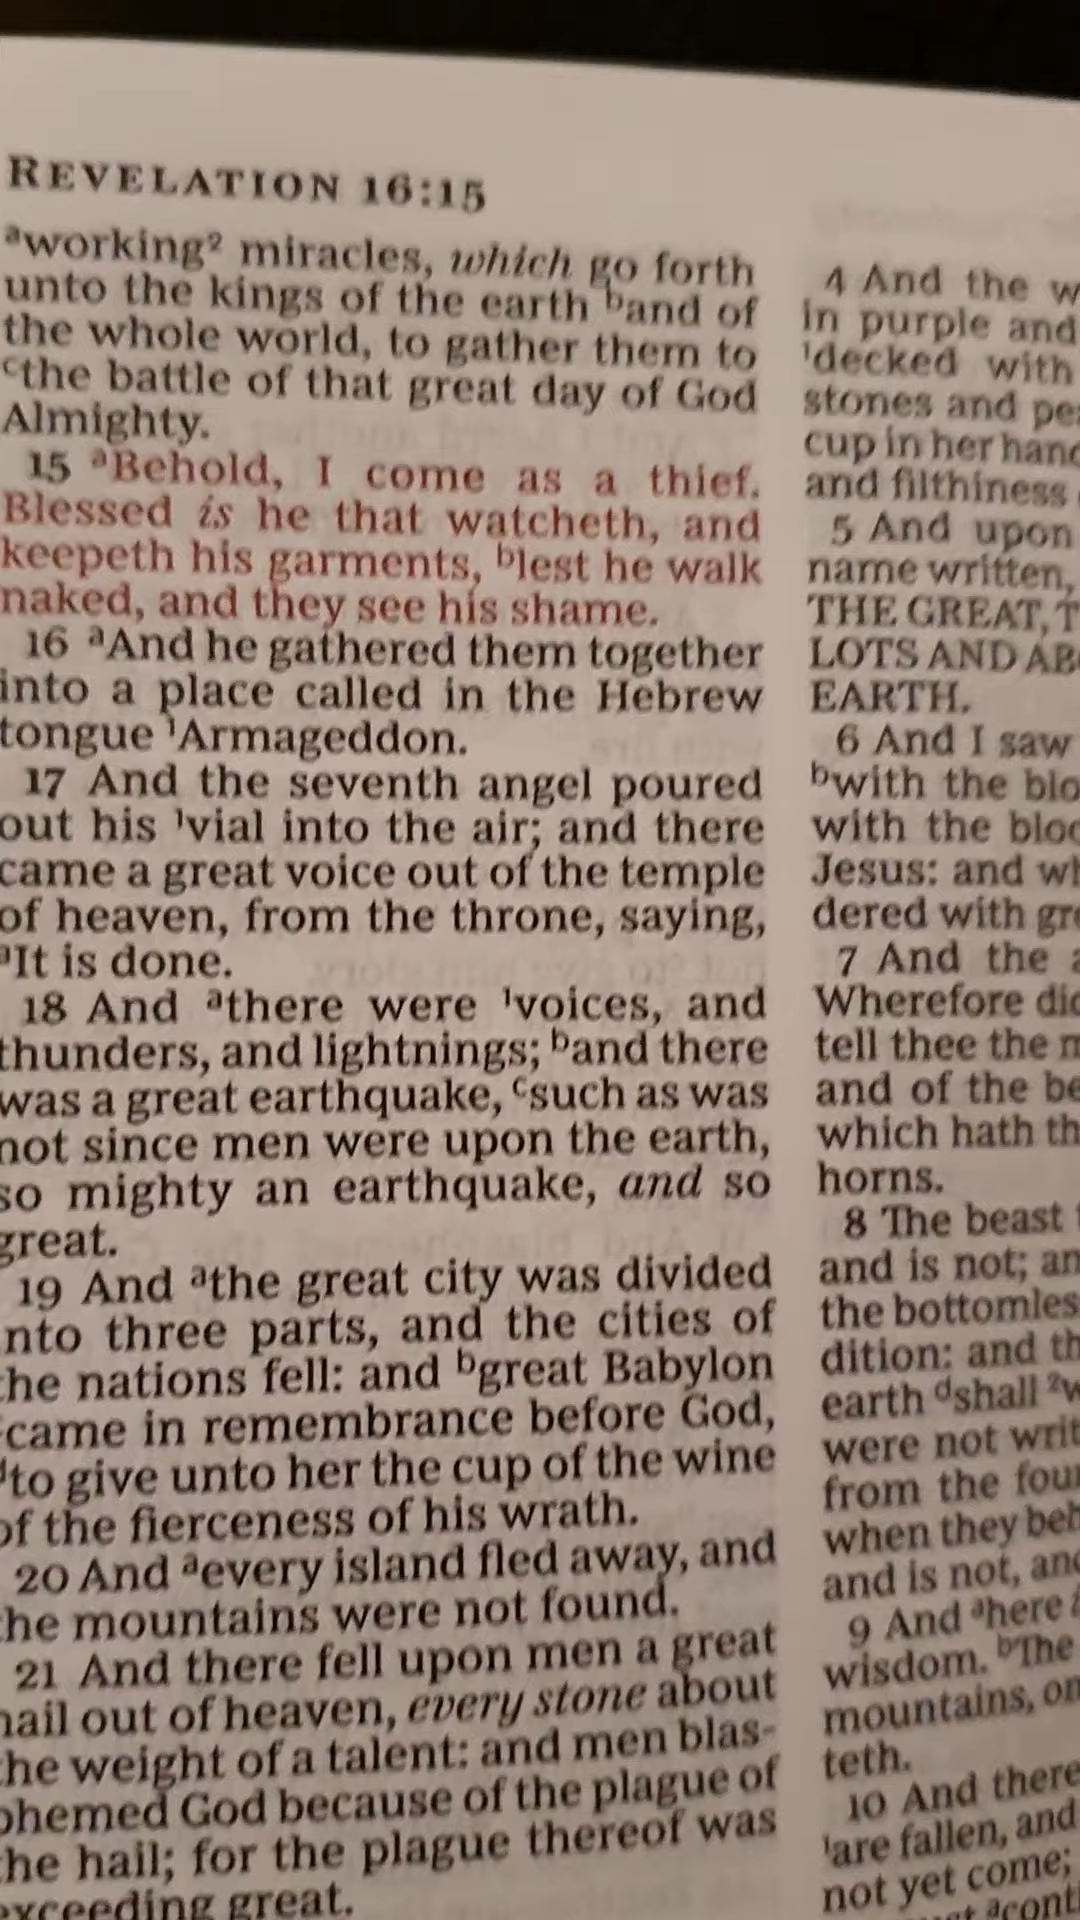 REVELATION 16:15
ᵃworking² miracles, which go forth
unto the kings of the earth ᵇand of
the whole world, to gather them to
ᶜthe battle of that great day of God
Almighty.
15 ᵃBehold, I come as a thief.
Blessed is he that watcheth, and
keepeth his garments, ᵇlest he walk
naked, and they see his shame.
16 ᵃAnd he gathered them together
into a place called in the Hebrew
tongue ¹Armageddon.
17 And the seventh angel poured
out his ¹vial into the air; and there
came a great voice out of the temple
of heaven, from the throne, saying,
ᵃIt is done.
18 And ᵃthere were ¹voices, and
thunders, and lightnings; ᵇand there
was a great earthquake, ᶜsuch as was
not since men were upon the earth,
so mighty an earthquake, and so
great.
19 And ᵃthe great city was divided
nto three parts, and the cities of
he nations fell: and ᵇgreat Babylon
came in remembrance before God,
ᵈto give unto her the cup of the wine
of the fierceness of his wrath.
20 And ᵃevery island fled away, and
he mountains were not found.
21 And there fell upon men a great
hail out of heaven, every stone about
he weight of a talent: and men blas-
phemed God because of the plague of
he hail; for the plague thereof was
exceeding great.
4 And the w
in purple and
¹decked with
stones and pe
cup in her hand
and filthiness
5 And upon
name written,
THE GREAT, T
LOTS AND AB
EARTH.
6 And I saw
ᵇwith the blo
with the bloo
Jesus: and wh
dered with gre
7 And the a
Wherefore did
tell thee the m
and of the be
which hath th
horns.
8 The beast
and is not; an
the bottomles
dition: and th
earth ᵈshall ²w
were not writ
from the foun
when they beh
and is not, and
9 And ᵃhere
wisdom. ᵇThe
mountains, on
teth.
10 And there
¹are fallen, and
not yet come;
ᵃconti